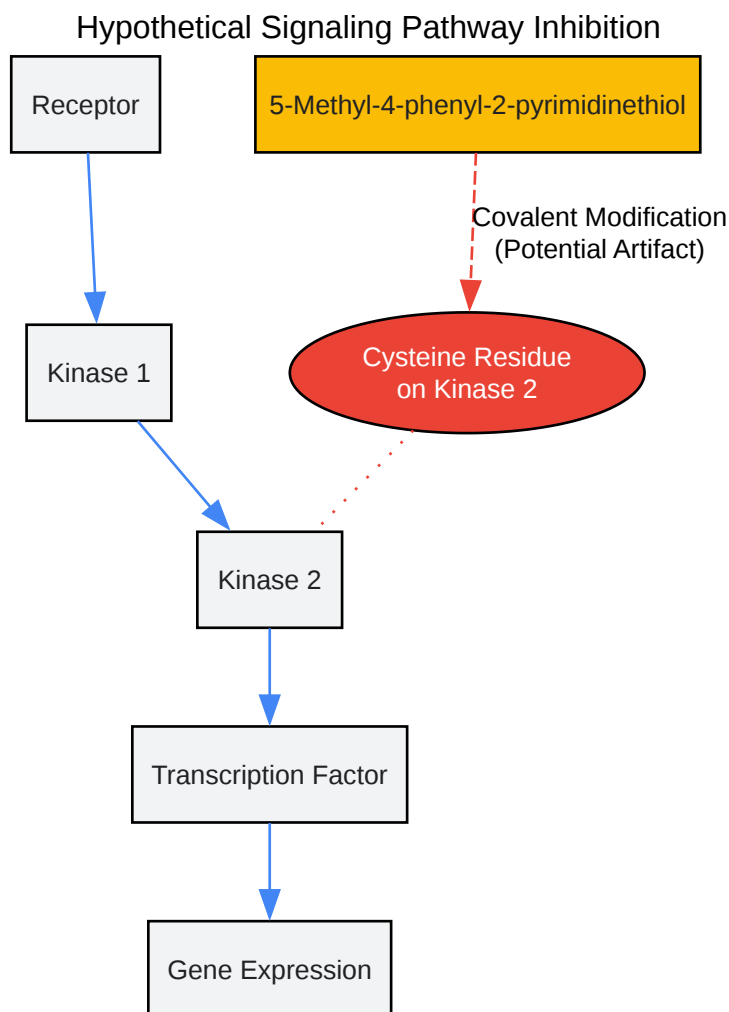 Hypothetical Signaling Pathway Inhibition
Receptor
5-Methyl-4-phenyl-2-pyrimidinethiol
Covalent Modification
(Potential Artifact)
Kinase 1
Cysteine Residue
on Kinase 2
Kinase 2
Transcription Factor
Gene Expression